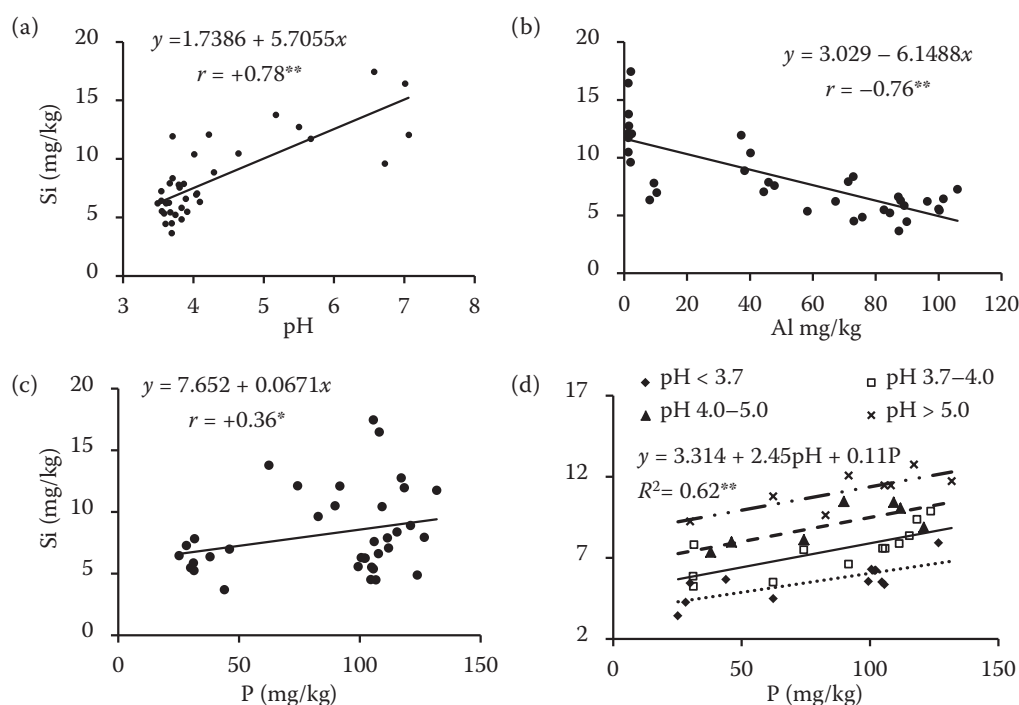 (a)
y =1.7386 + 5.7055x
r = +0.78**
Si (mg/kg)
20
15
10
5
0
3 4 5 6 7 8
pH
(b)
y = 3.029 – 6.1488x
r = –0.76**
20
15
10
5
0
0 20 40 60 80 100 120
Al mg/kg
(c)
y = 7.652 + 0.0671x
r = +0.36*
Si (mg/kg)
20
15
10
5
0
0 50 100 150
P (mg/kg)
(d)
pH < 3.7 pH 3.7–4.0
pH 4.0–5.0 pH > 5.0
y = 3.314 + 2.45pH + 0.11P
R²= 0.62**
17
12
7
2
0 50 100 150
P (mg/kg)